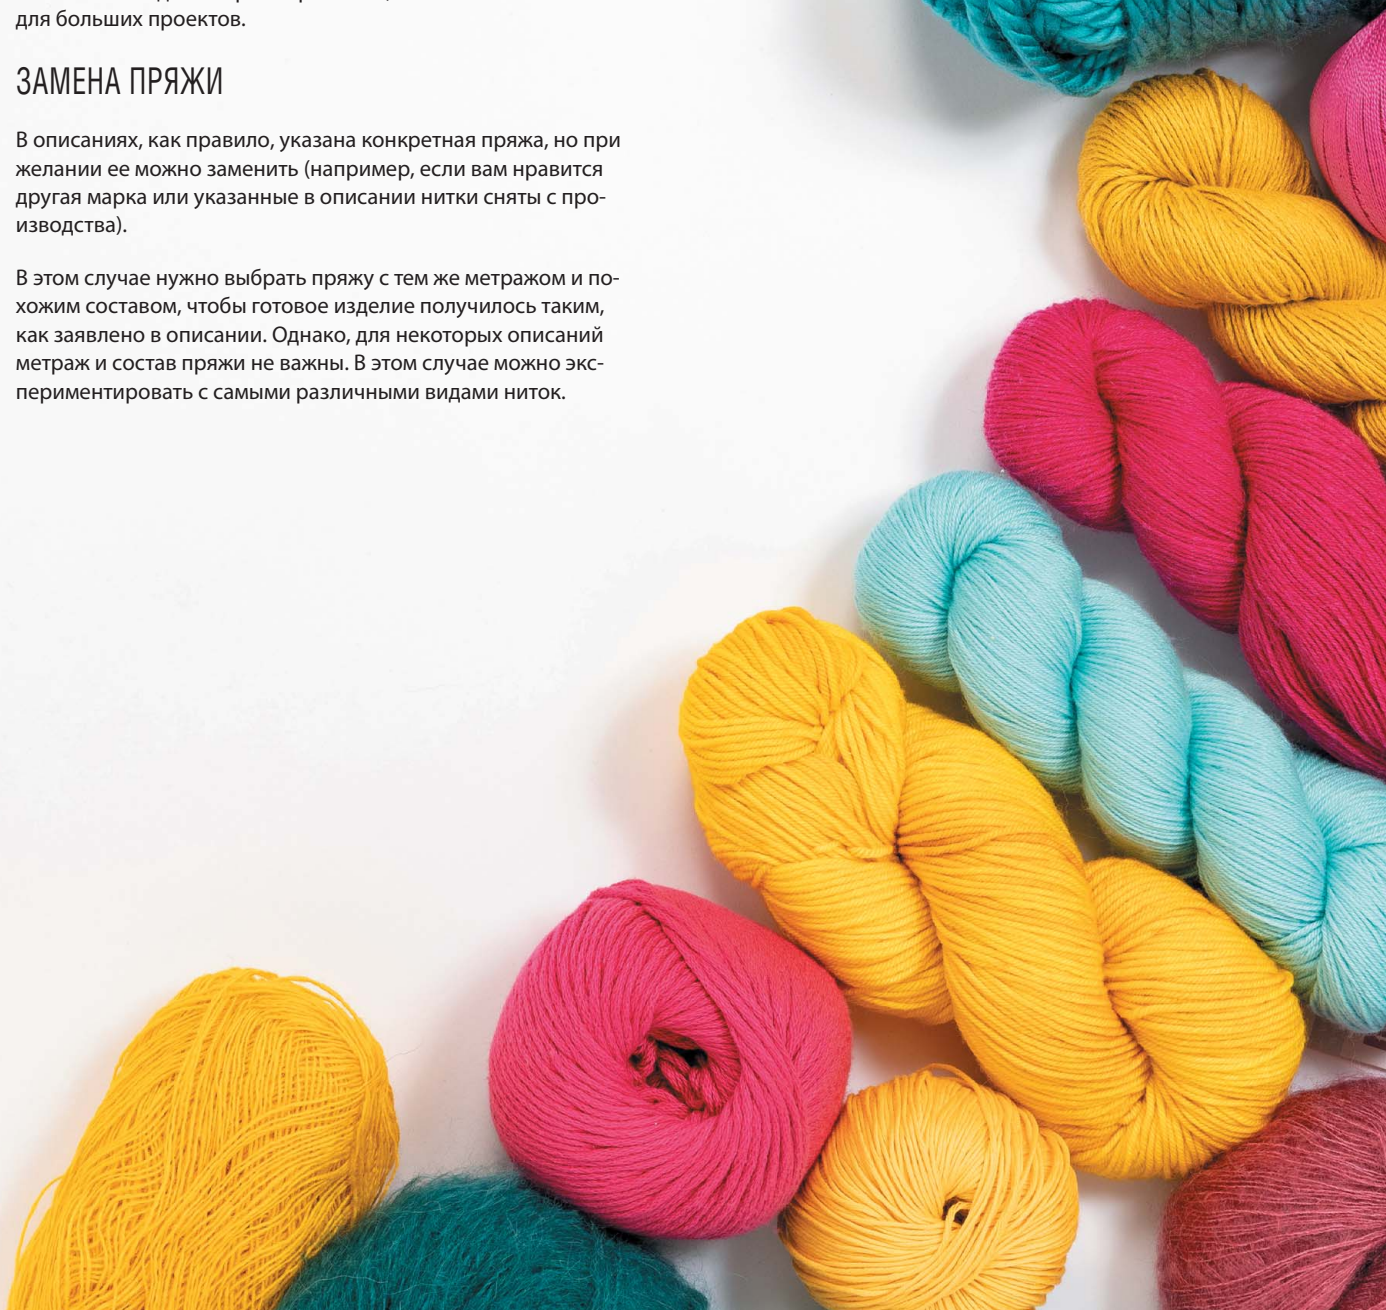 для больших проектов.
ЗАМЕНА ПРЯЖИ
В описаниях, как правило, указана конкретная пряжа, но при
желании ее можно заменить (например, если вам нравится
другая марка или указанные в описании нитки сняты с про-
изводства).
В этом случае нужно выбрать пряжу с тем же метражом и по-
хожим составом, чтобы готовое изделие получилось таким,
как заявлено в описании. Однако, для некоторых описаний
метраж и состав пряжи не важны. В этом случае можно экс-
периментировать с самыми различными видами ниток.